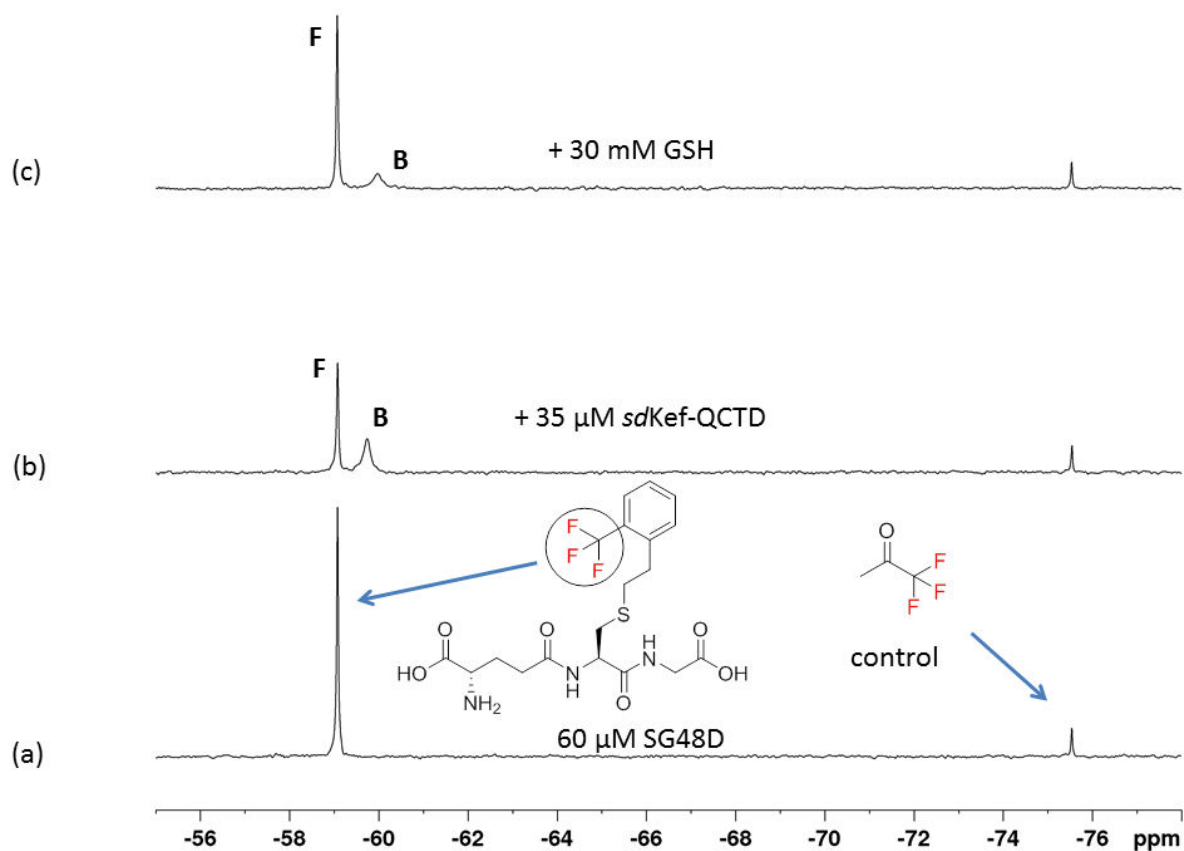 F
B
+ 30 mM GSH
(c)
F
B
+ 35 µM sdKef-QCTD
(b)
F
F
F
O
F
F
F
S
O
HO
NH₂
O
N
H
O
H
N
O
OH
control
60 µM SG48D
(a)
-56 -58 -60 -62 -64 -66 -68 -70 -72 -74 -76 ppm